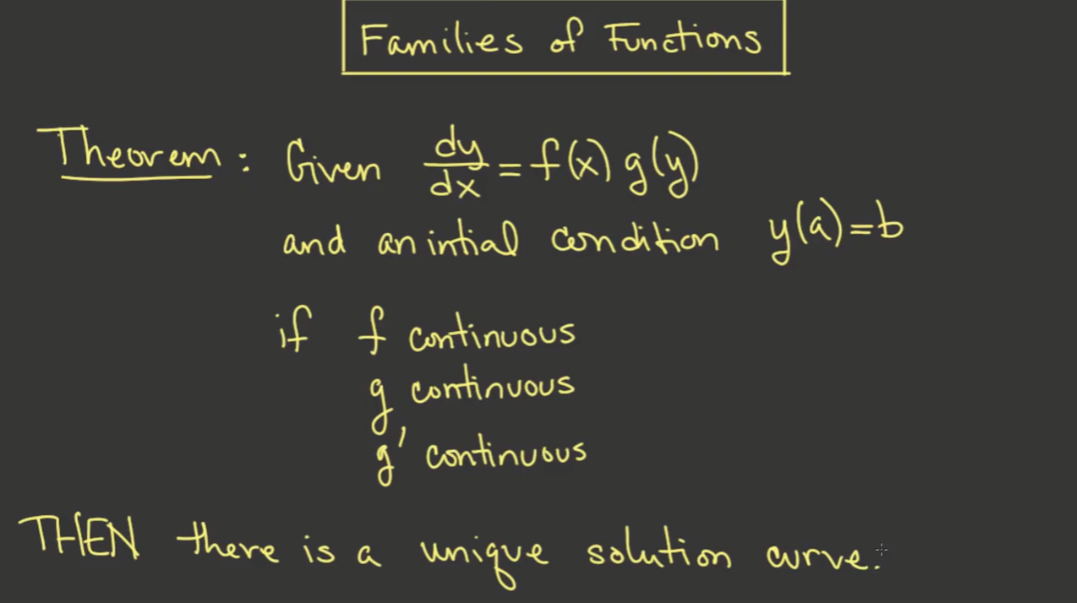 Families of Functions
Theorem: Given dy/dx = f(x) g(y)
and an intial condition y(a)=b
if f continuous
g continuous
g' continuous
THEN there is a unique solution curve.